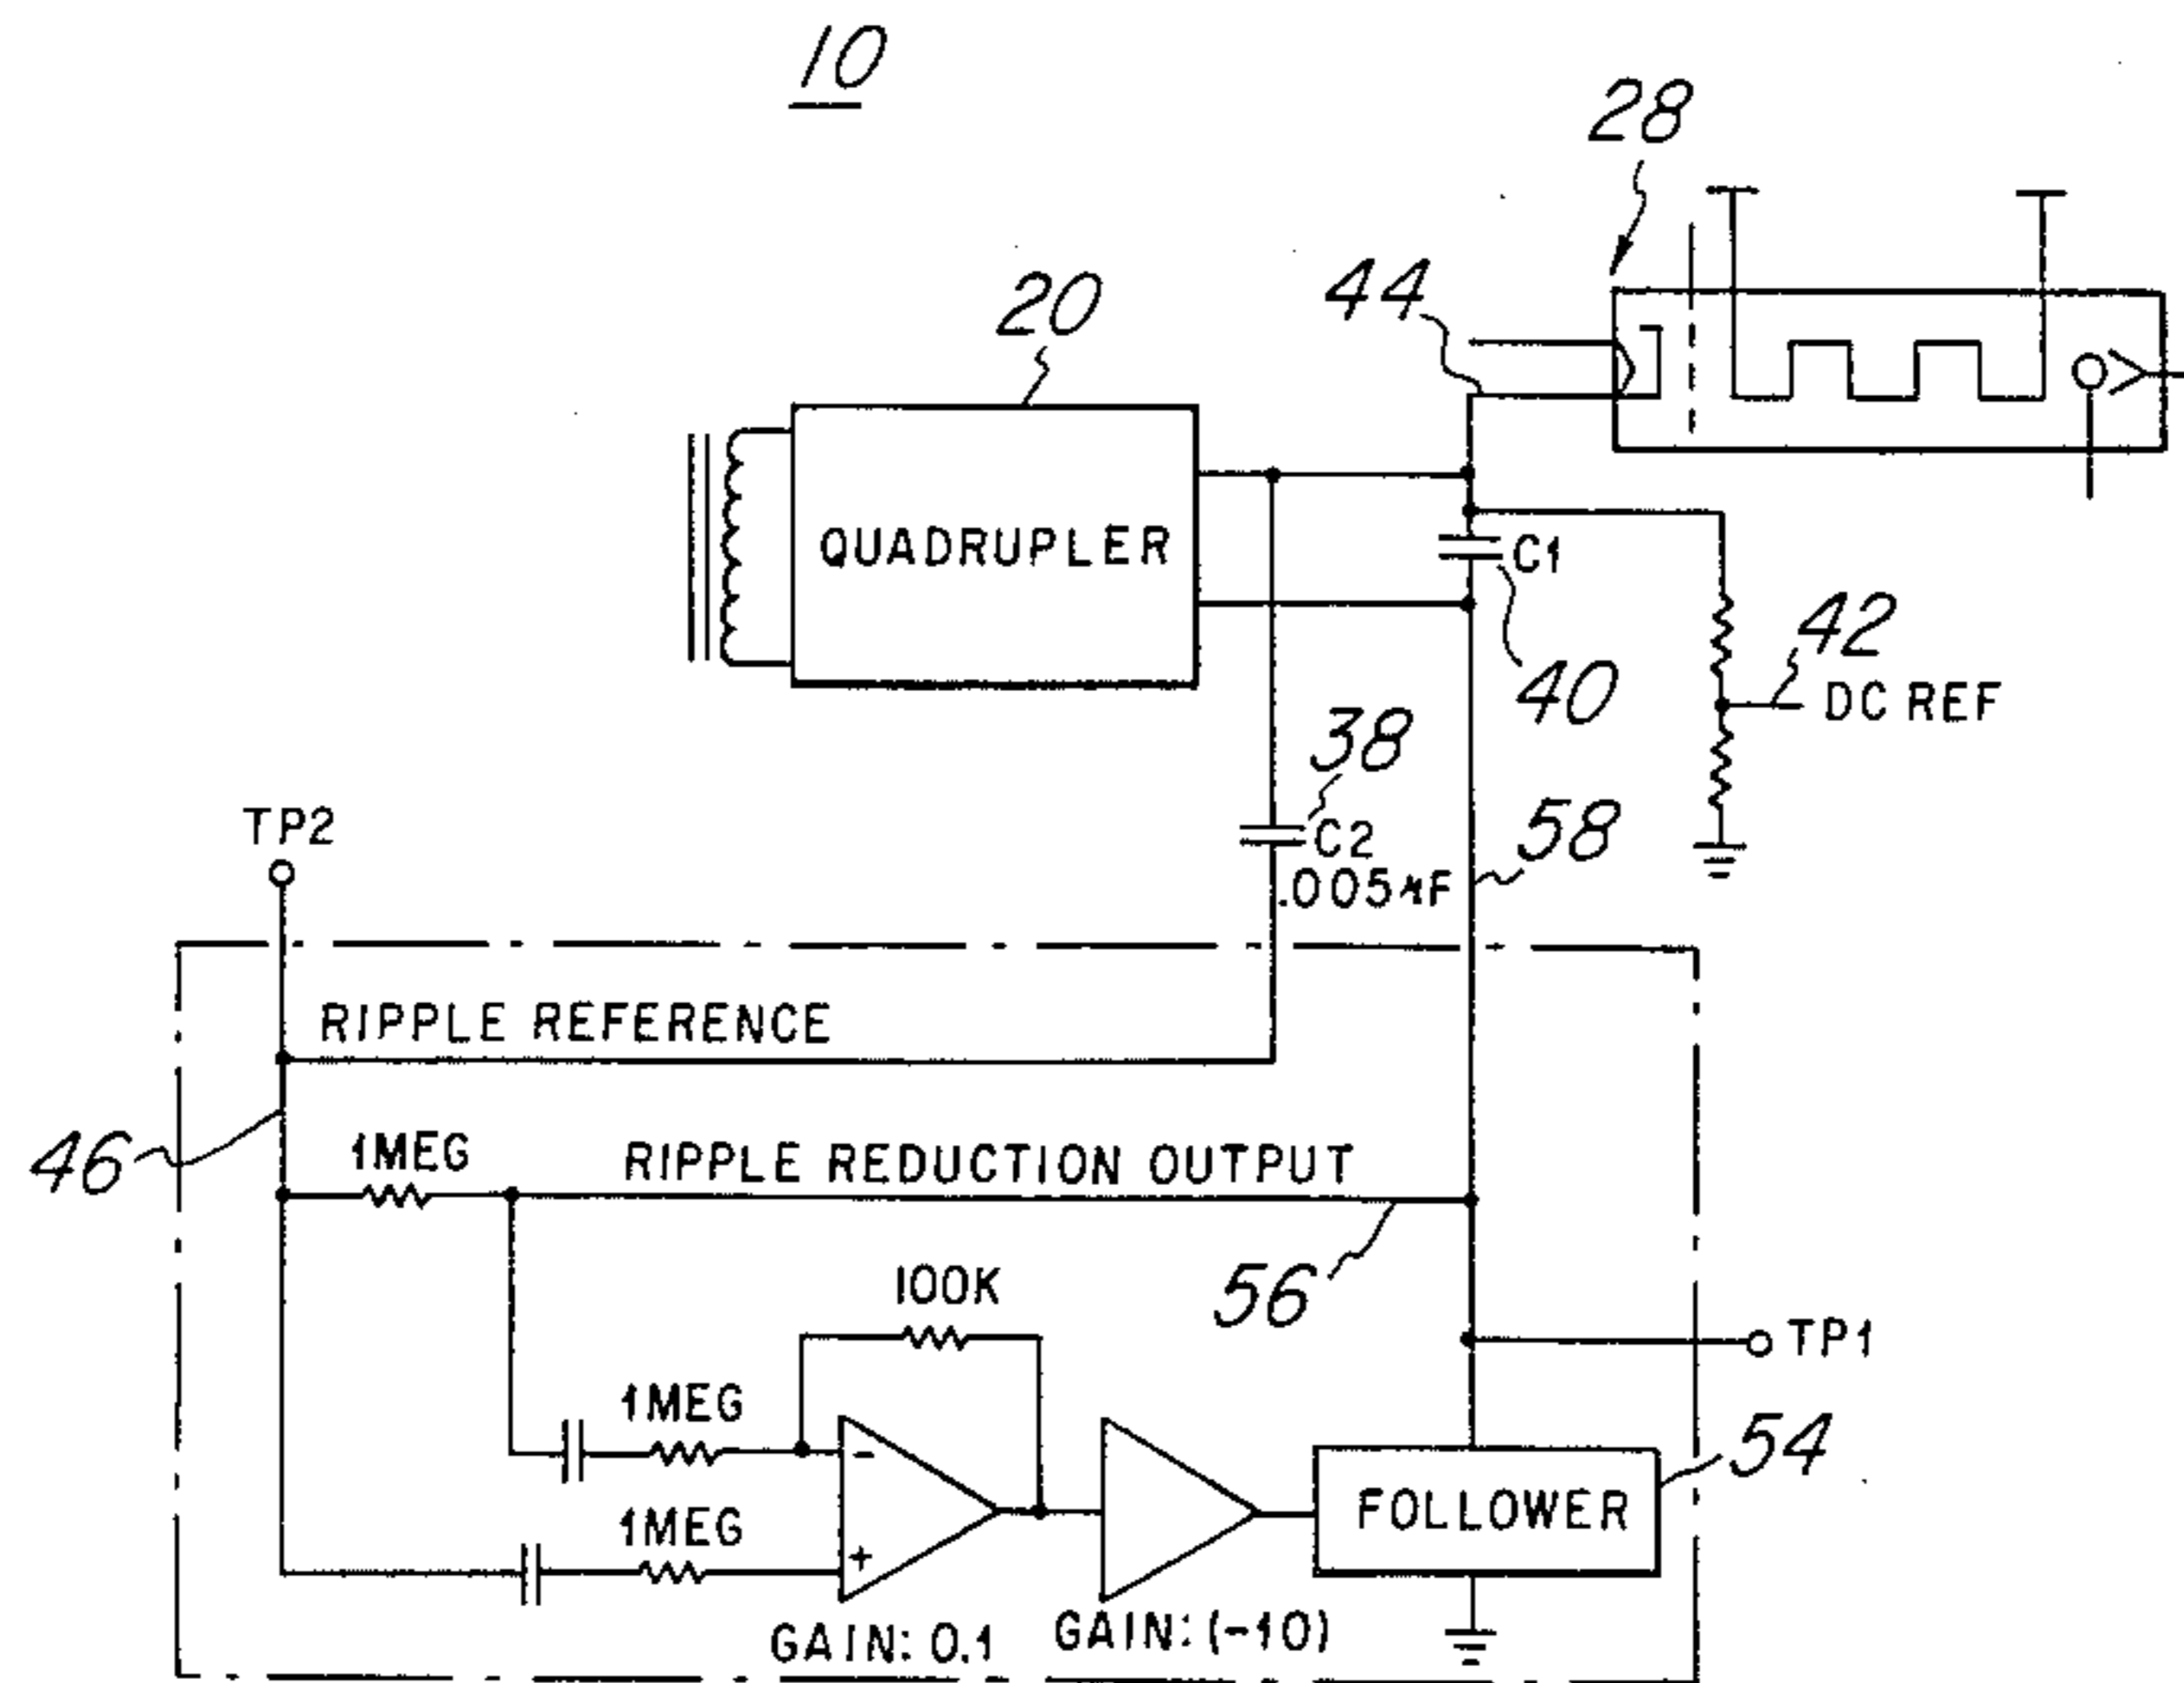 10
28
20
44
QUADRUPLER
C1
42
40
DC REF
38
TP2
C2
58
.005µF
RIPPLE REFERENCE
46
1MEG
RIPPLE REDUCTION OUTPUT
100K
56
TP1
1MEG
54
-
FOLLOWER
1MEG
+
GAIN: 0.1
GAIN: (-10)